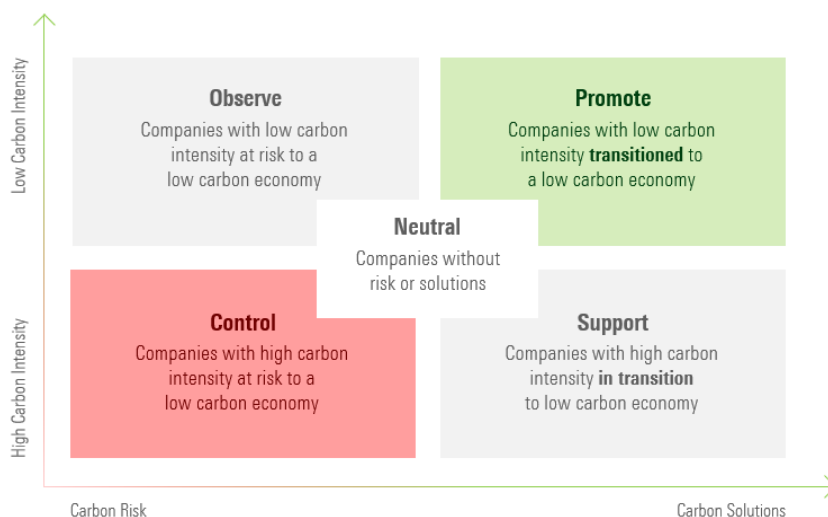 Low Carbon Intensity
Observe
Companies with low carbon
intensity at risk to a
low carbon economy
Promote
Companies with low carbon
intensity transitioned to
a low carbon economy
Neutral
Companies without
risk or solutions
High Carbon Intensity
Control
Companies with high carbon
intensity at risk to a
low carbon economy
Support
Companies with high carbon
intensity in transition
to low carbon economy
Carbon Risk
Carbon Solutions